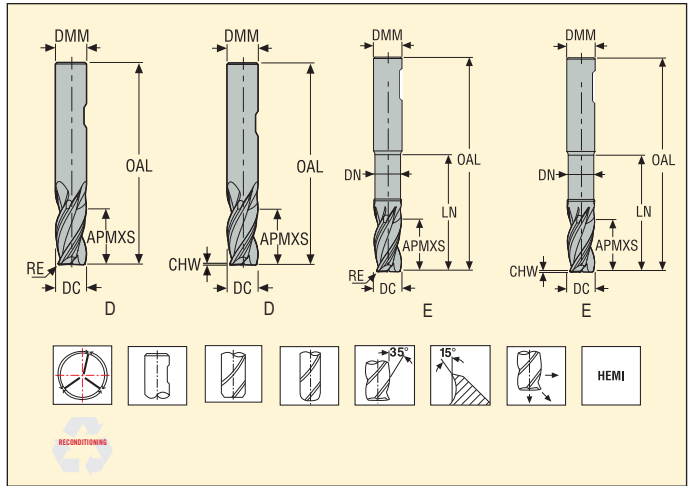 DMM
OAL
APMXS
RE
DC
D
DMM
OAL
APMXS
CHW
DC
D
DMM
OAL
DN
LN
APMXS
RE
DC
E
DMM
OAL
DN
LN
APMXS
CHW
DC
E
35°
15°
HEMI
RECONDITIONING